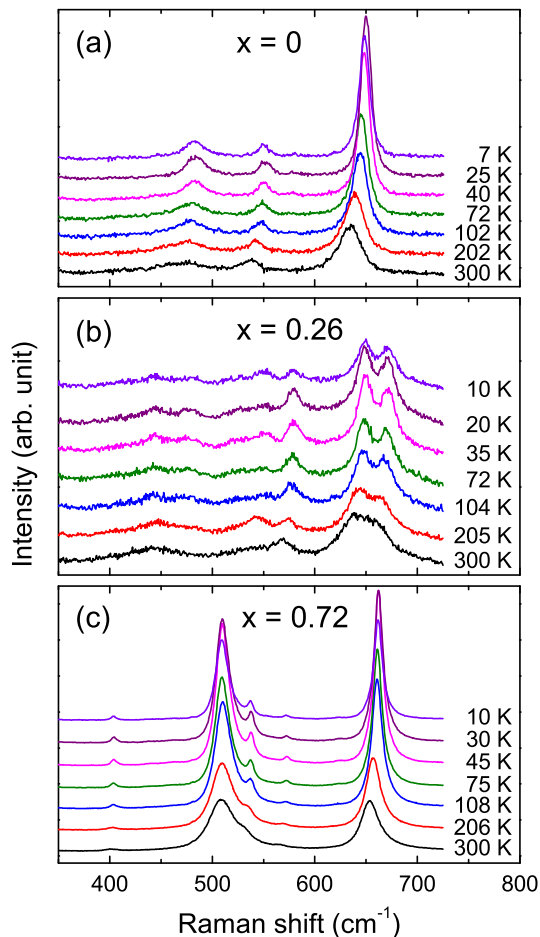 (a)
x = 0
7 K
25 K
40 K
72 K
102 K
202 K
300 K
(b)
x = 0.26
10 K
20 K
35 K
72 K
104 K
205 K
300 K
(c)
x = 0.72
10 K
30 K
45 K
75 K
108 K
206 K
300 K
400 500 600 700 800
Raman shift (cm⁻¹)
Intensity (arb. unit)